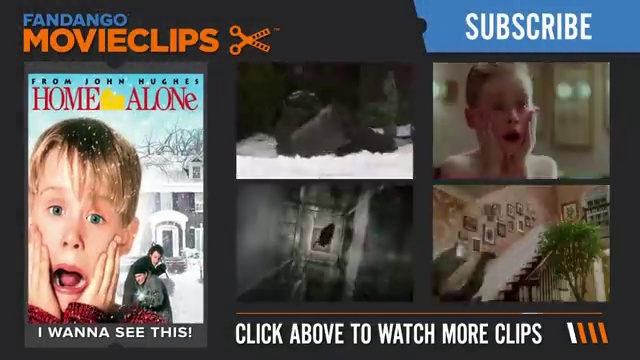 FANDANGO
MOVIECLIPS
SUBSCRIBE
FROM JOHN HUGHES
HOME ALONe
I WANNA SEE THIS!
CLICK ABOVE TO WATCH MORE CLIPS